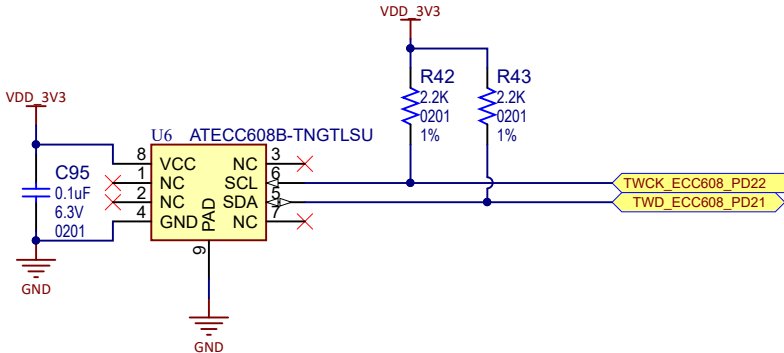 VDD_3V3
R42
2.2K
0201
1%
R43
2.2K
0201
1%
VDD_3V3
C95
0.1uF
6.3V
0201
GND
U6 ATECC608B-TNGTLSU
8 VCC NC 3
1 NC SCL 6
2 NC SDA 5
4 GND NC 7
PAD
9
GND
TWCK_ECC608_PD22
TWD_ECC608_PD21